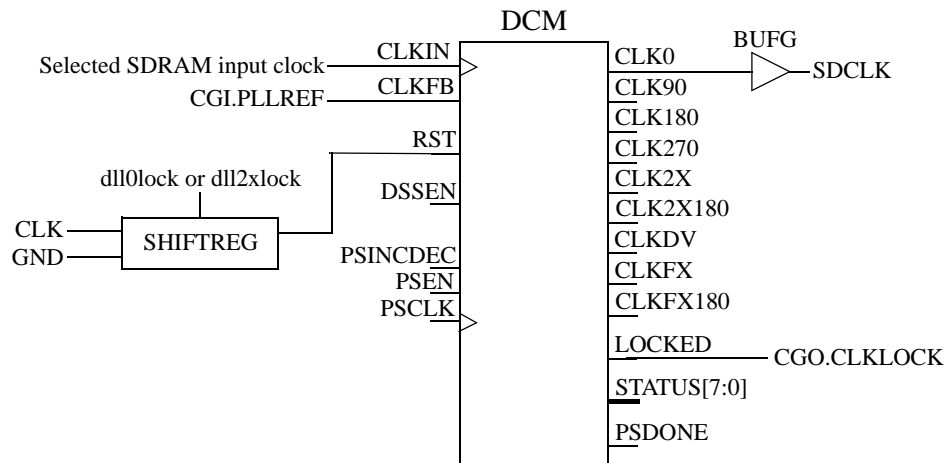 DCM
BUFG
CLKIN
CLK0
Selected SDRAM input clock
SDCLK
CLKFB
CLK90
CGI.PLLREF
CLK180
RST
CLK270
dll0lock or dll2xlock
DSSEN
CLK2X
CLK2X180
CLK
SHIFTREG
GND
CLKDV
PSINCDEC
CLKFX
PSEN
CLKFX180
PSCLK
LOCKED
CGO.CLKLOCK
STATUS[7:0]
PSDONE